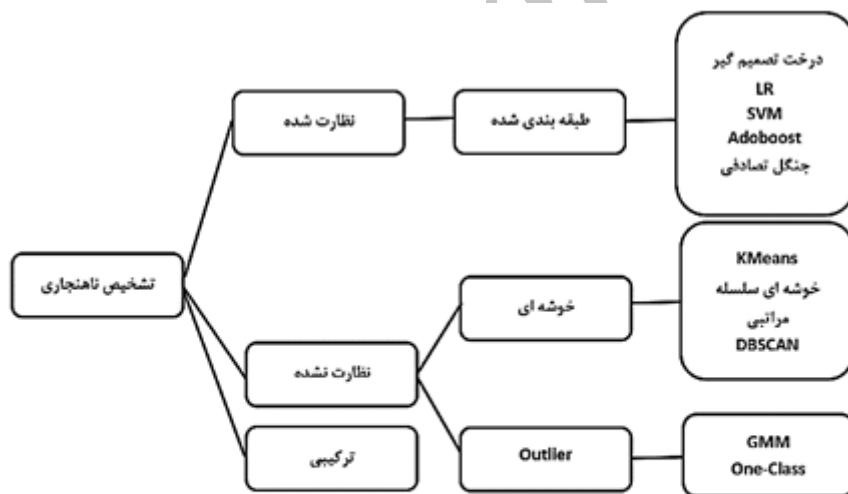 درخت تصمیم گیر
LR
SVM
Adoboost
جنگل تصادفی
نظارت شده
طبقه بندی شده
تشخیص ناهنجاری
KMeans
خوشه ای سلسله
مراتبی
DBSCAN
خوشه ای
نظارت نشده
ترکیبی
Outlier
GMM
One-Class